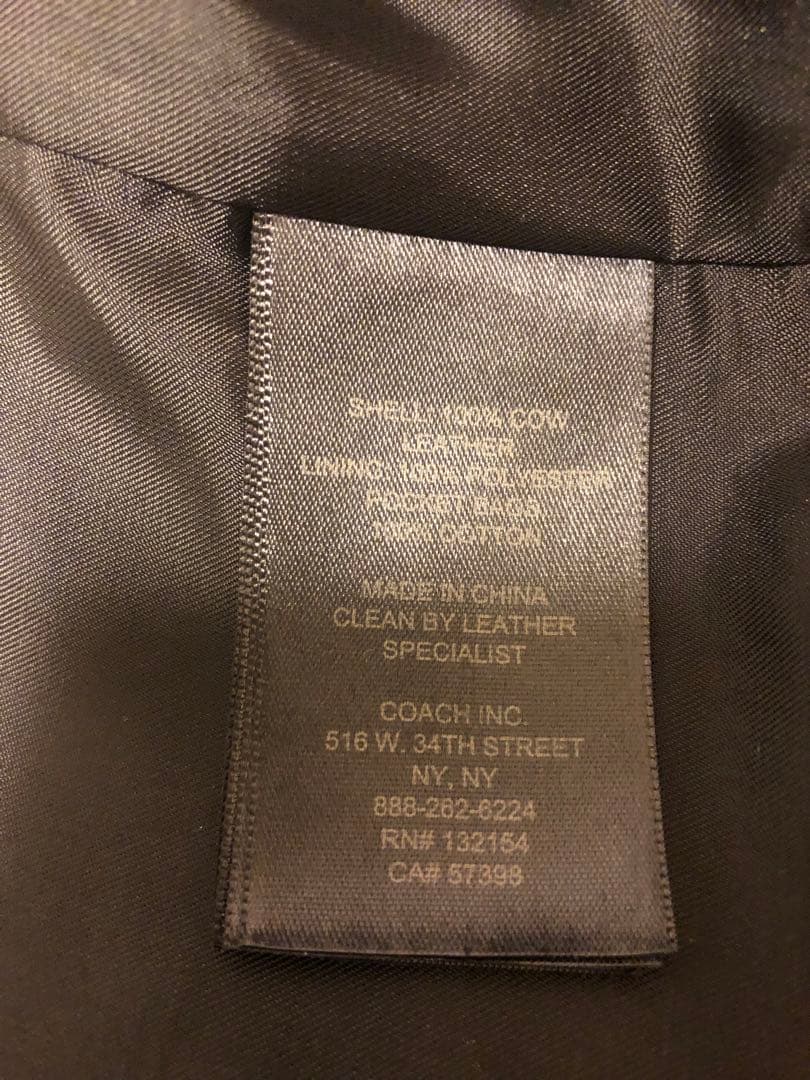 SHELL: 100% COW
LEATHER
LINING: 100% POLYESTER
POCKET BAGS
100% COTTON
MADE IN CHINA
CLEAN BY LEATHER
SPECIALIST
COACH INC.
516 W. 34TH STREET
NY, NY
888-262-6224
RN# 132154
CA# 57398